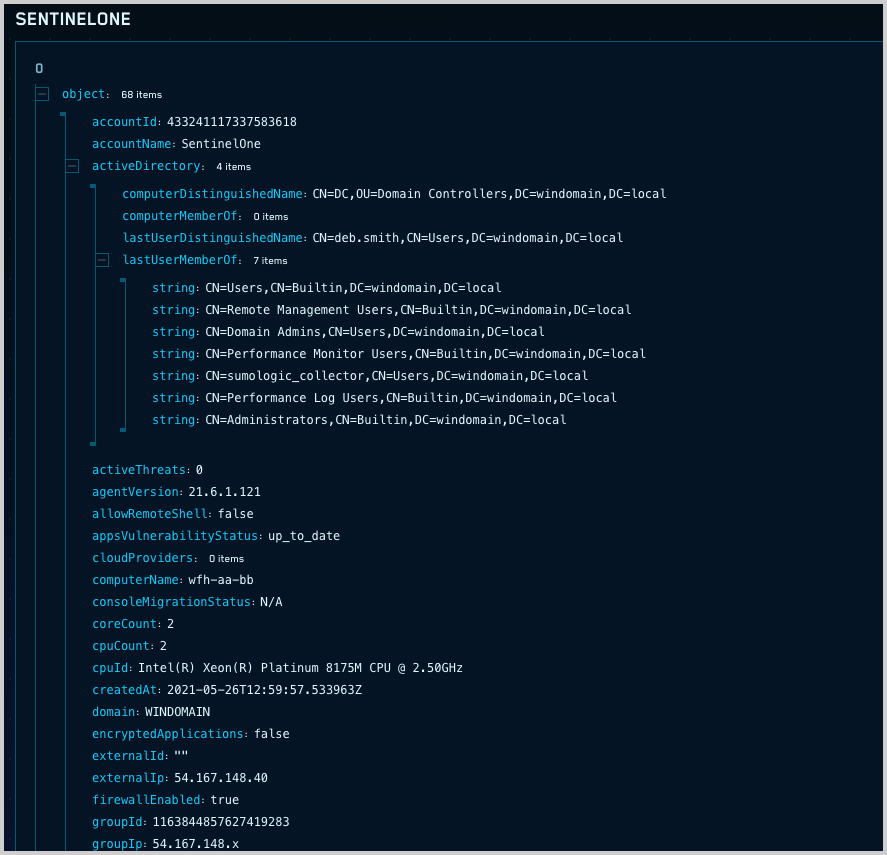 SENTINELONE
0
object: 68 items
accountId: 433241117337583618
accountName: SentinelOne
activeDirectory: 4 items
computerDistinguishedName: CN=DC,OU=Domain Controllers,DC=windomain,DC=local
computerMemberOf: 0 items
lastUserDistinguishedName: CN=deb.smith,CN=Users,DC=windomain,DC=local
lastUserMemberOf: 7 items
string: CN=Users,CN=Builtin,DC=windomain,DC=local
string: CN=Remote Management Users,CN=Builtin,DC=windomain,DC=local
string: CN=Domain Admins,CN=Users,DC=windomain,DC=local
string: CN=Performance Monitor Users,CN=Builtin,DC=windomain,DC=local
string: CN=sumologic_collector,CN=Users,DC=windomain,DC=local
string: CN=Performance Log Users,CN=Builtin,DC=windomain,DC=local
string: CN=Administrators,CN=Builtin,DC=windomain,DC=local
activeThreats: 0
agentVersion: 21.6.1.121
allowRemoteShell: false
appsVulnerabilityStatus: up_to_date
cloudProviders: 0 items
computerName: wfh-aa-bb
consoleMigrationStatus: N/A
coreCount: 2
cpuCount: 2
cpuId: Intel(R) Xeon(R) Platinum 8175M CPU @ 2.50GHz
createdAt: 2021-05-26T12:59:57.533963Z
domain: WINDOMAIN
encryptedApplications: false
externalId: ""
externalIp: 54.167.148.40
firewallEnabled: true
groupId: 1163844857627419283
groupIp: 54.167.148.x